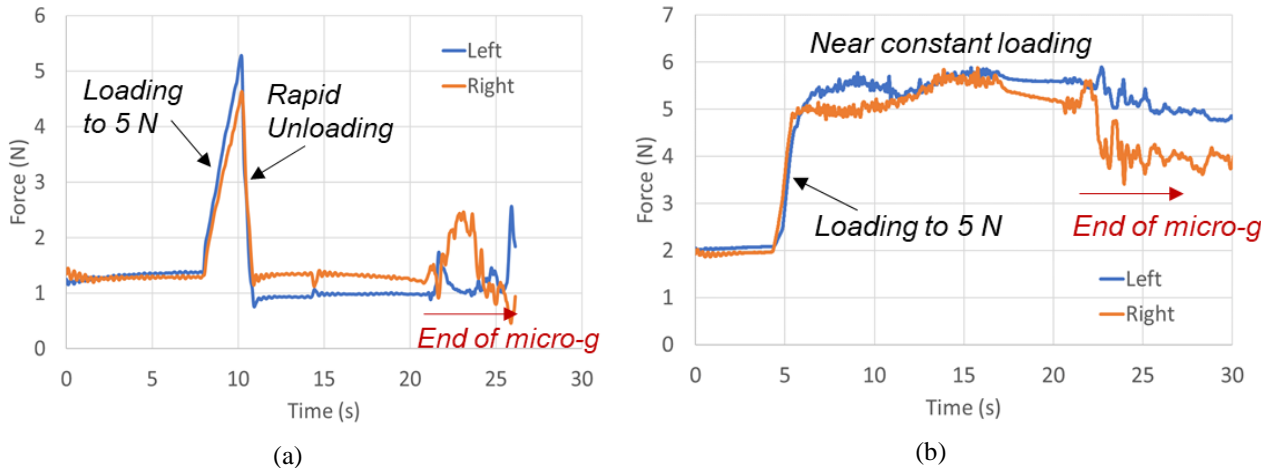 6
5
4
3
2
1
0
Force (N)
0 5 10 15 20 25 30
Time (s)
Left
Right
Loading
to 5 N
Rapid
Unloading
End of micro-g
(a)
7
6
5
4
3
2
1
0
Force (N)
0 5 10 15 20 25 30
Time (s)
Near constant loading
Loading to 5 N
End of micro-g
Left
Right
(b)